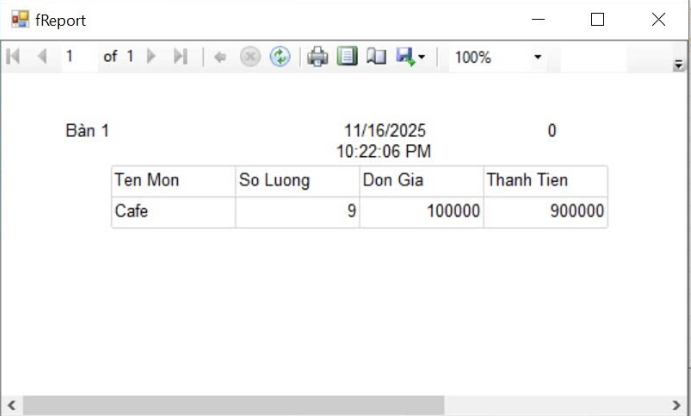 fReport
1 of 1 100%
Bàn 1 11/16/2025 0
10:22:06 PM
Ten Mon So Luong Don Gia Thanh Tien
Cafe 9 100000 900000